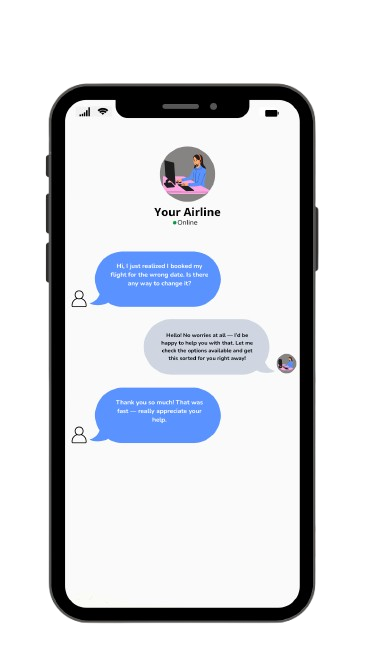 Your Airline
Online
Hi, I just realized I booked my
flight for the wrong date. Is there
any way to change it?
Hello! No worries at all — I'd be
happy to help you with that. Let me
check the options available and get
this sorted for you right away!
Thank you so much! That was
fast — really appreciate your
help.